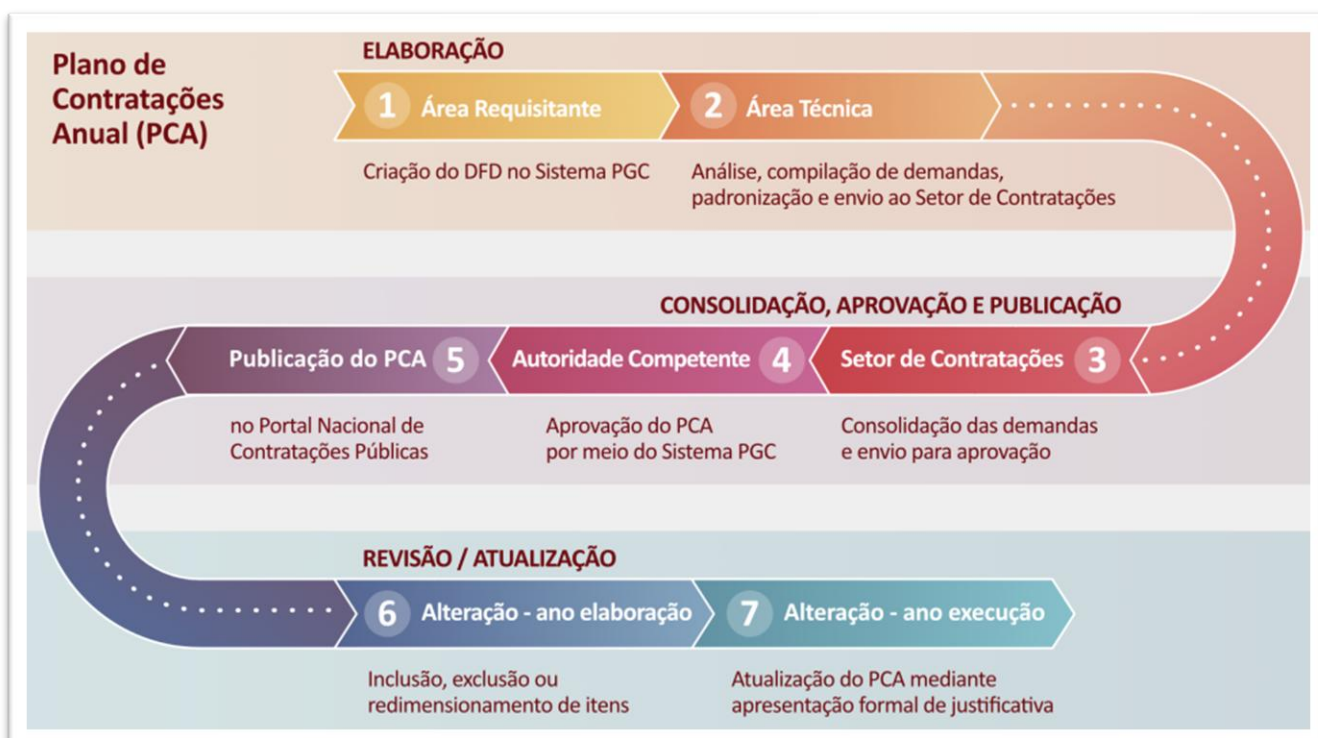 Plano de
Contratações
Anual (PCA)
ELABORAÇÃO
1 Área Requisitante
Criação do DFD no Sistema PGC
2 Área Técnica
Análise, compilação de demandas,
padronização e envio ao Setor de Contratações
CONSOLIDAÇÃO, APROVAÇÃO E PUBLICAÇÃO
Setor de Contratações 3
Consolidação das demandas
e envio para aprovação
Autoridade Competente 4
Aprovação do PCA
por meio do Sistema PGC
Publicação do PCA 5
no Portal Nacional de
Contratações Públicas
REVISÃO / ATUALIZAÇÃO
6 Alteração - ano elaboração
Inclusão, exclusão ou
redimensionamento de itens
7 Alteração - ano execução
Atualização do PCA mediante
apresentação formal de justificativa